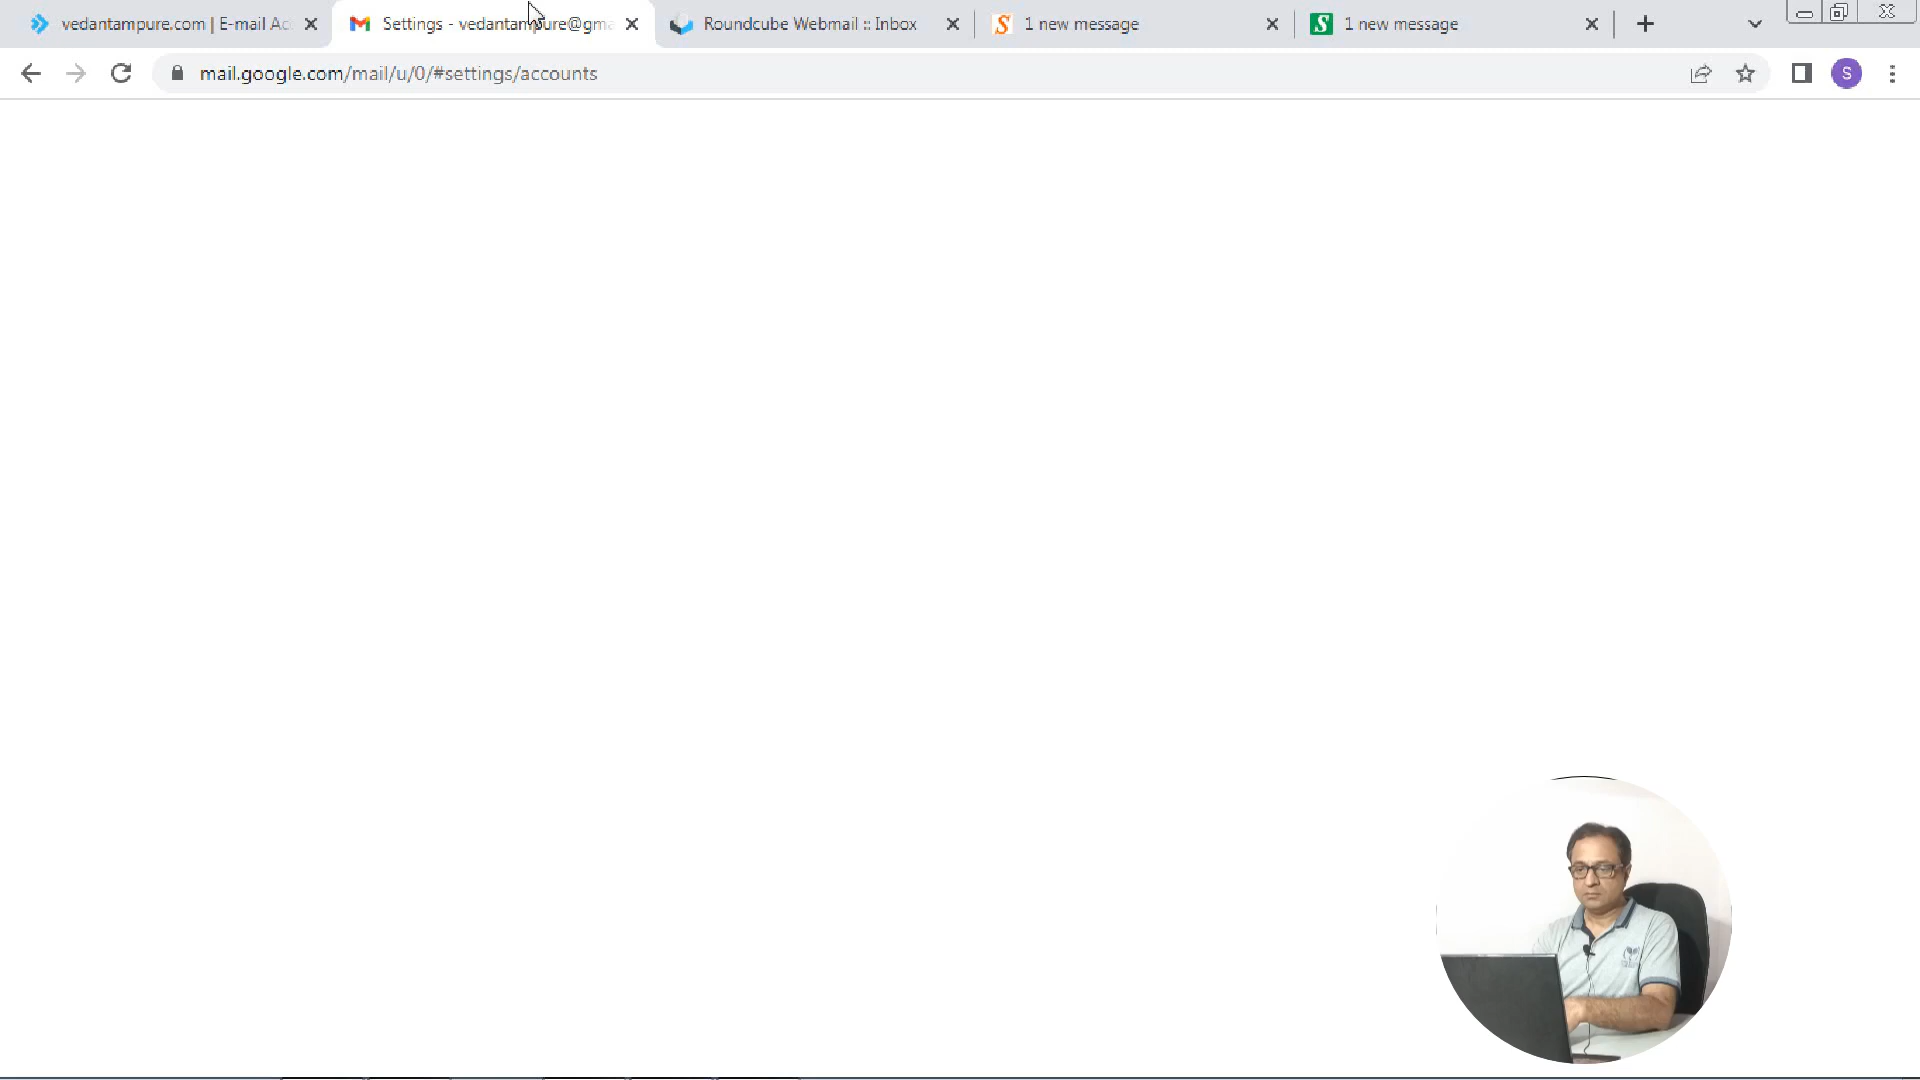 vedantampure.com | E-mail Ac
Settings - vedantampure@gma
Roundcube Webmail :: Inbox
S
1 new message
S
1 new message
mail.google.com/mail/u/0/#settings/accounts
S